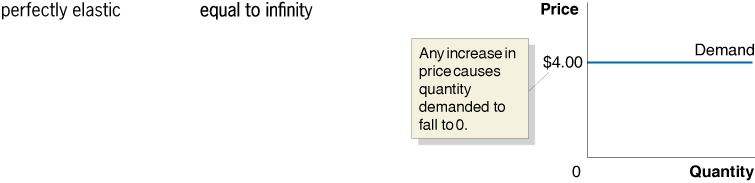 perfectly elastic
equal to infinity
Price
Demand
$4.00
Any increase in
price causes
quantity
demanded to
fall to 0.
0
Quantity